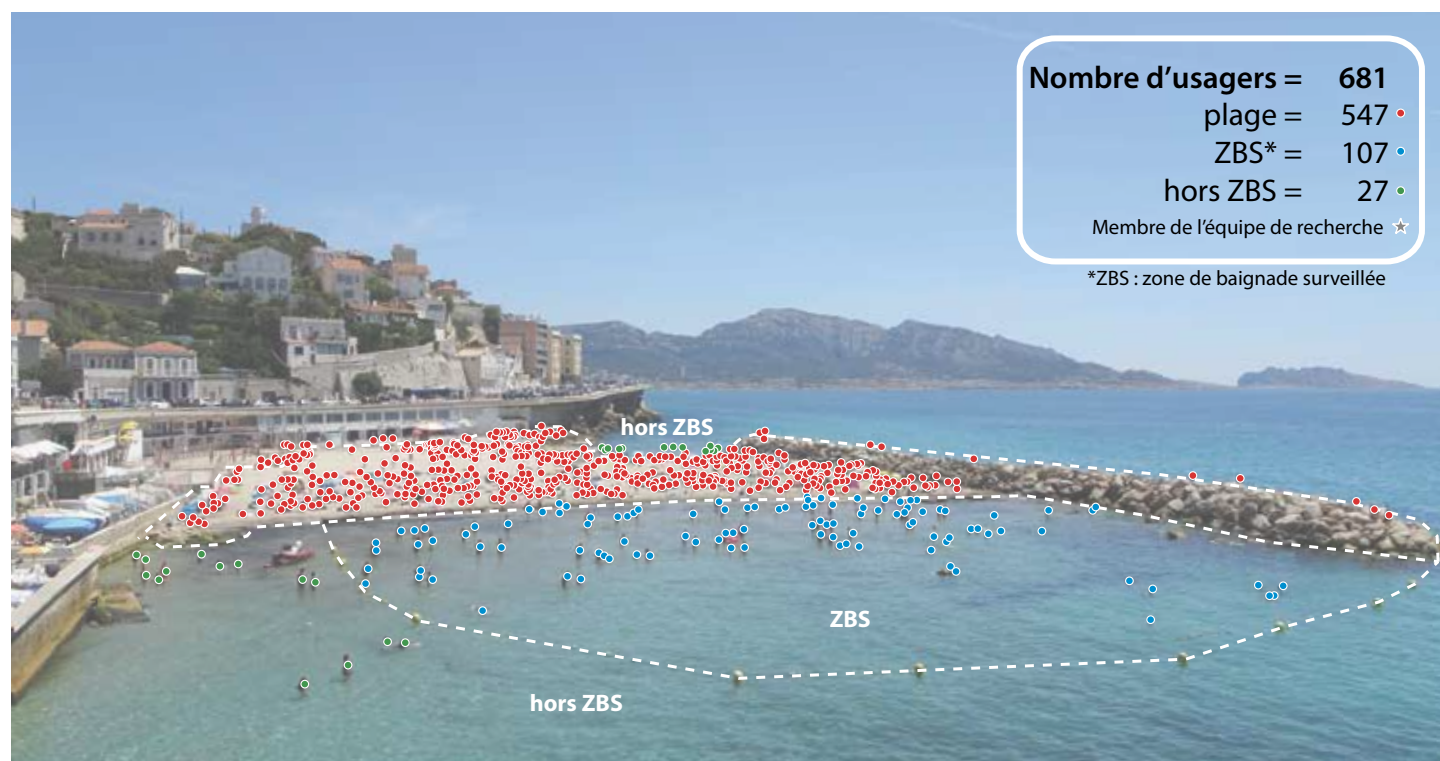 Nombre d’usagers = 681
plage = 547
ZBS* = 107
hors ZBS = 27
Membre de l’équipe de recherche
*ZBS : zone de baignade surveillée
hors ZBS
ZBS
hors ZBS